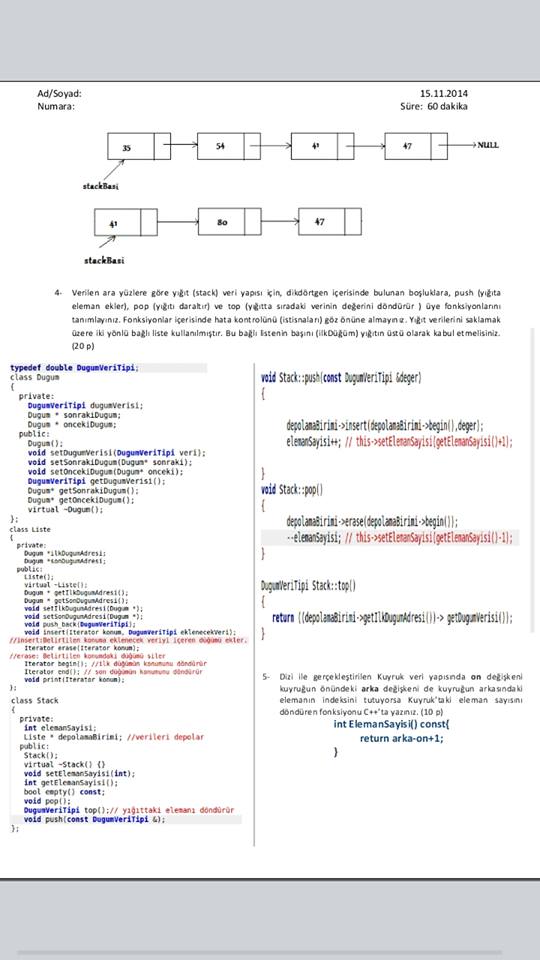 Ad/Soyad:
15.11.2014
Numara:
Süre: 60 dakika
35
54
41
47
NULL
stackBasi
41
80
47
stackBasi
4- Verilen ara yüzlere göre yığıt (stack) veri yapısı için, dikdörtgen içerisinde bulunan boşluklara, push (yığıta
eleman ekler), pop (yığıtı daraltır) ve top (yığıtta sıradaki verinin değerini döndürür ) üye fonksiyonlarını
tanımlayınız. Fonksiyonlar içerisinde hata kontrolünü (istisnaları) göz önüne almayınız. Yığıt verilerini saklamak
üzere iki yönlü bağlı liste kullanılmıştır. Bu bağlı listenin başını (ilkDüğüm) yığıtın üstü olarak kabul etmelisiniz.
(20 p)
typedef double DugumVeriTipi;
class Dugum
{
private:
DugumVeriTipi dugumVerisi;
Dugum * sonrakiDugum;
Dugum * oncekiDugum;
public:
Dugum();
void setDugumVerisi(DugumVeriTipi veri);
void setSonrakiDugum(Dugum* sonraki);
void setOncekiDugum(Dugum* onceki);
DugumVeriTipi getDugumVerisi();
Dugum* getSonrakiDugum();
Dugum* getOncekiDugum();
virtual ~Dugum();
};
class Liste
{
private:
Dugum *ilkDugumAdresi;
Dugum *sonDugumAdresi;
public:
Liste();
virtual ~Liste();
Dugum * getIlkDugumAdresi();
Dugum * getSonDugumAdresi();
void setIlkDugumAdresi(Dugum *);
void setSonDugumAdresi(Dugum *);
void push_back(DugumVeriTipi);
void insert(Iterator konum, DugumVeriTipi eklenecekVeri);
//insert:Belirtilen konuma eklenecek veriyi içeren düğümü ekler.
Iterator erase(Iterator konum);
//erase: Belirtilen konumdaki düğümü siler
Iterator begin(); //ilk düğümün konumunu döndürür
Iterator end(); // son düğümün konumunu döndürür
void print(Iterator konum);
};
class Stack
{
private:
int elemanSayisi;
Liste * depolamaBirimi; //verileri depolar
public:
Stack();
virtual ~Stack() {}
void setElemanSayisi(int);
int getElemanSayisi();
bool empty() const;
void pop();
DugumVeriTipi top();// yığıttaki elemanı döndürür
void push(const DugumVeriTipi &);
};
void Stack::push(const DugumVeriTipi &deger)
{
depolamaBirimi->insert(depolamaBirimi->begin(),deger);
elemanSayisi++; // this->setElemanSayisi(getElemanSayisi()+1);
}
void Stack::pop()
{
depolamaBirimi->erase(depolamaBirimi->begin());
--elemanSayisi; // this->setElemanSayisi(getElemanSayisi()-1);
}
DugumVeriTipi Stack::top()
{
return ((depolamaBirimi->getIlkDugumAdresi())-> getDugumVerisi());
}
5- Dizi ile gerçekleştirilen Kuyruk veri yapısında on değişkeni
kuyruğun önündeki arka değişkeni de kuyruğun arkasındaki
elemanın indeksini tutuyorsa Kuyruk'taki eleman sayısını
döndüren fonksiyonu C++'ta yazınız. (10 p)
int ElemanSayisi() const{
return arka-on+1;
}